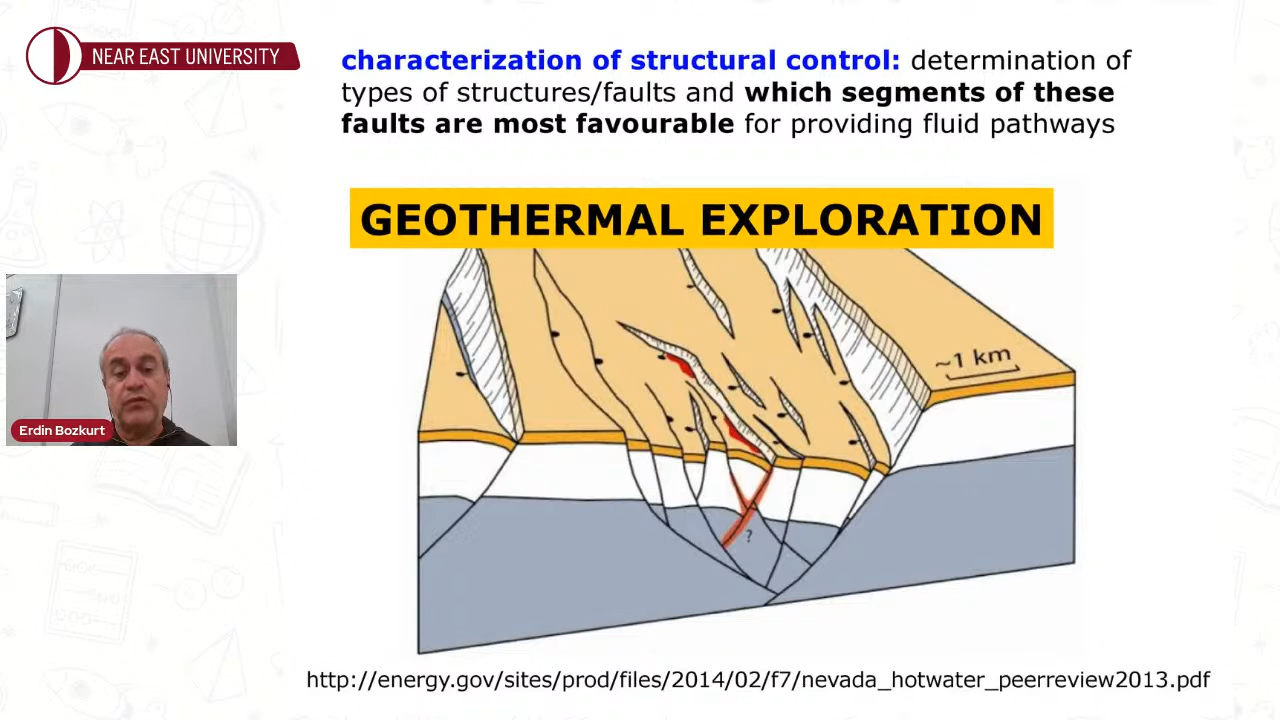 NEAR EAST UNIVERSITY
characterization of structural control: determination of
types of structures/faults and which segments of these
faults are most favourable for providing fluid pathways
GEOTHERMAL EXPLORATION
~1 km
?
Erdin Bozkurt
http://energy.gov/sites/prod/files/2014/02/f7/nevada_hotwater_peerreview2013.pdf